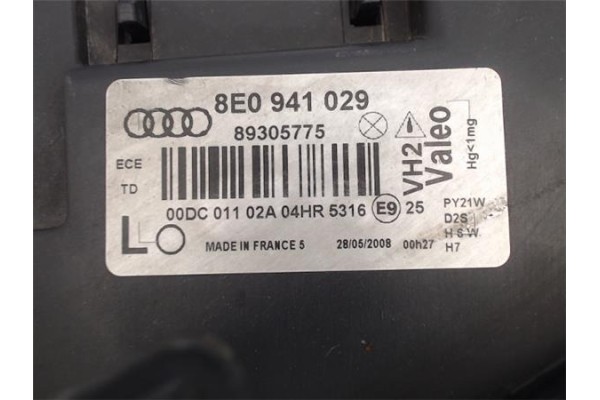 8E0 941 029
89305775
ECE
TD
00DC 011 02A 04HR 5316 E9 25
L
MADE IN FRANCE 5 28/05/2008 00h27
VH2
Valeo
Hg<1mg
PY21W
D2S
H S W
H7